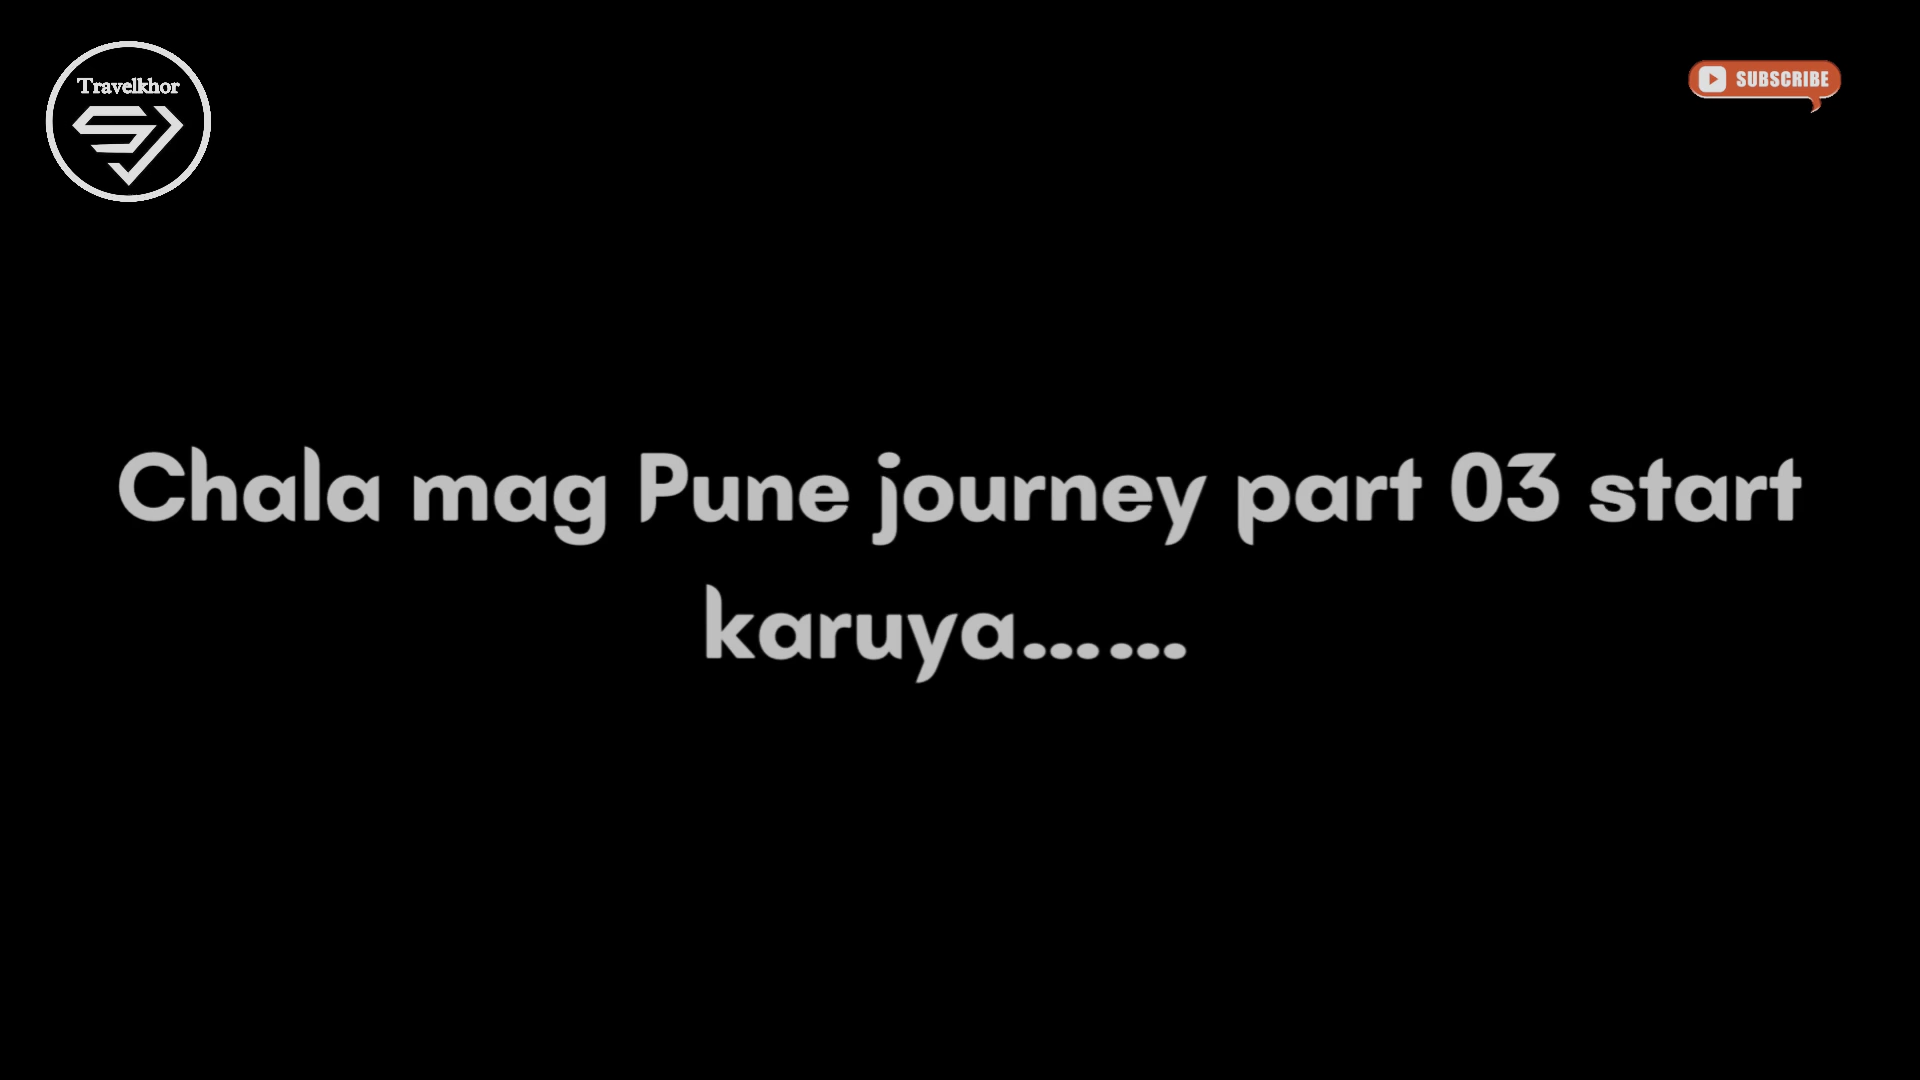 Travelkhor
SUBSCRIBE
Chala mag Pune journey part 03 start
karuya......